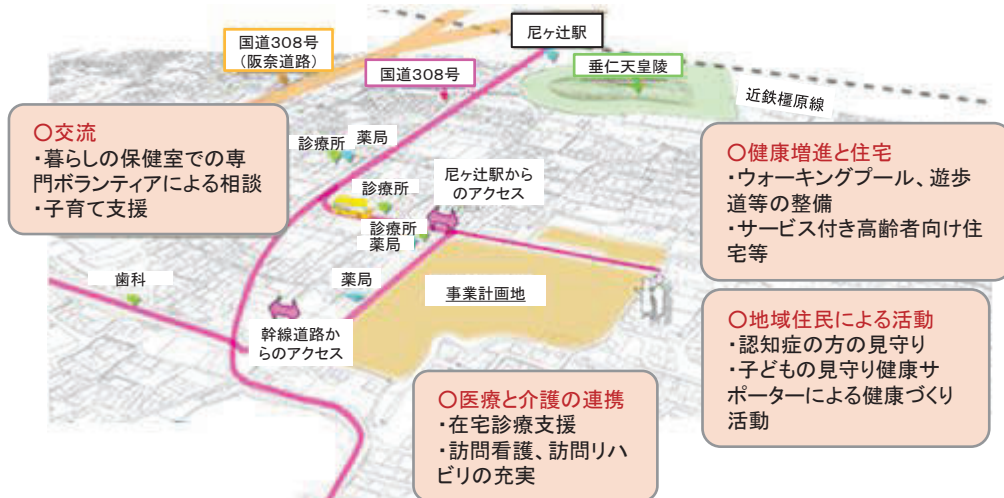 尼ヶ辻駅
国道308号
(阪奈道路)
国道308号
垂仁天皇陵
近鉄橿原線
〇交流
・暮らしの保健室での専
門ボランティアによる相談
・子育て支援
診療所
薬局
尼ヶ辻駅から
のアクセス
診療所
診療所
薬局
薬局
歯科
事業計画地
幹線道路か
らのアクセス
〇健康増進と住宅
・ウォーキングプール、遊歩
道等の整備
・サービス付き高齢者向け住
宅等
〇地域住民による活動
・認知症の方の見守り
・子どもの見守り健康サ
ポーターによる健康づくり
活動
〇医療と介護の連携
・在宅診療支援
・訪問看護、訪問リハ
ビリの充実